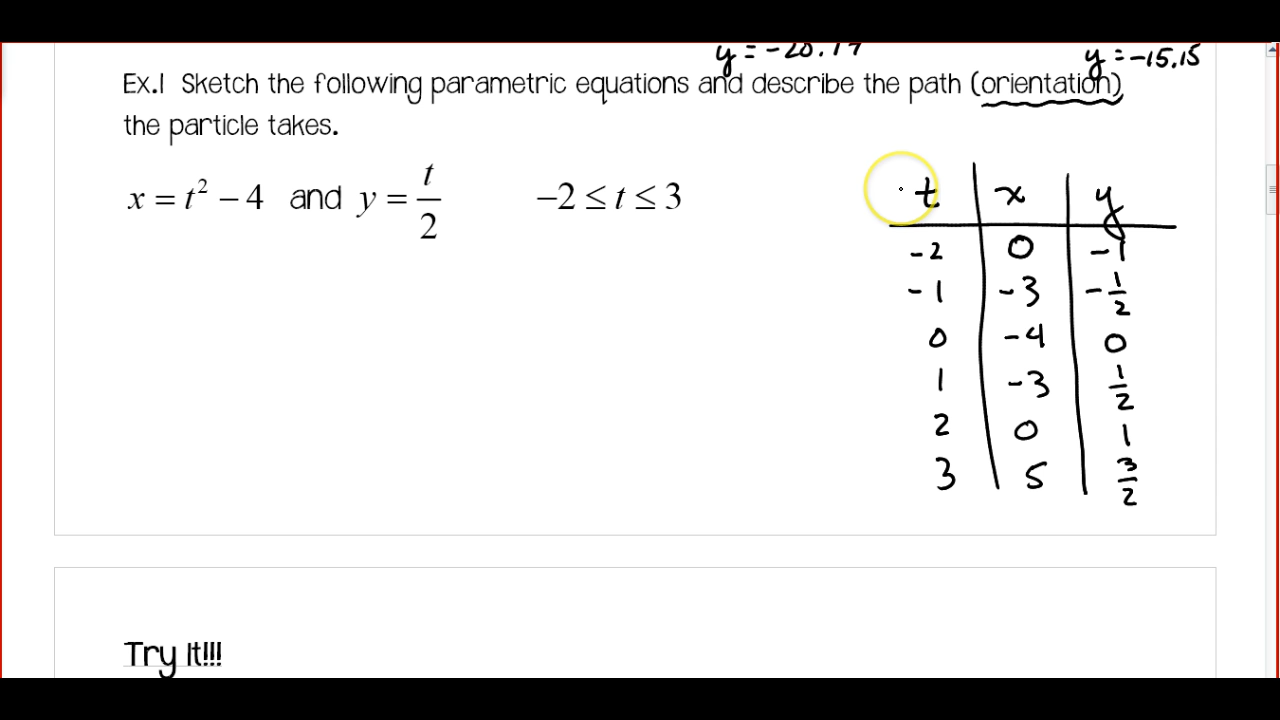 y = -20.19
y = -15.15
Ex.1 Sketch the following parametric equations and describe the path (orientation)
the particle takes.
x = t² − 4 and y = t/2 −2 ≤ t ≤ 3
t x y
-2 0 -1
-1 -3 -1/2
0 -4 0
1 -3 1/2
2 0 1
3 5 3/2
Try It!!!